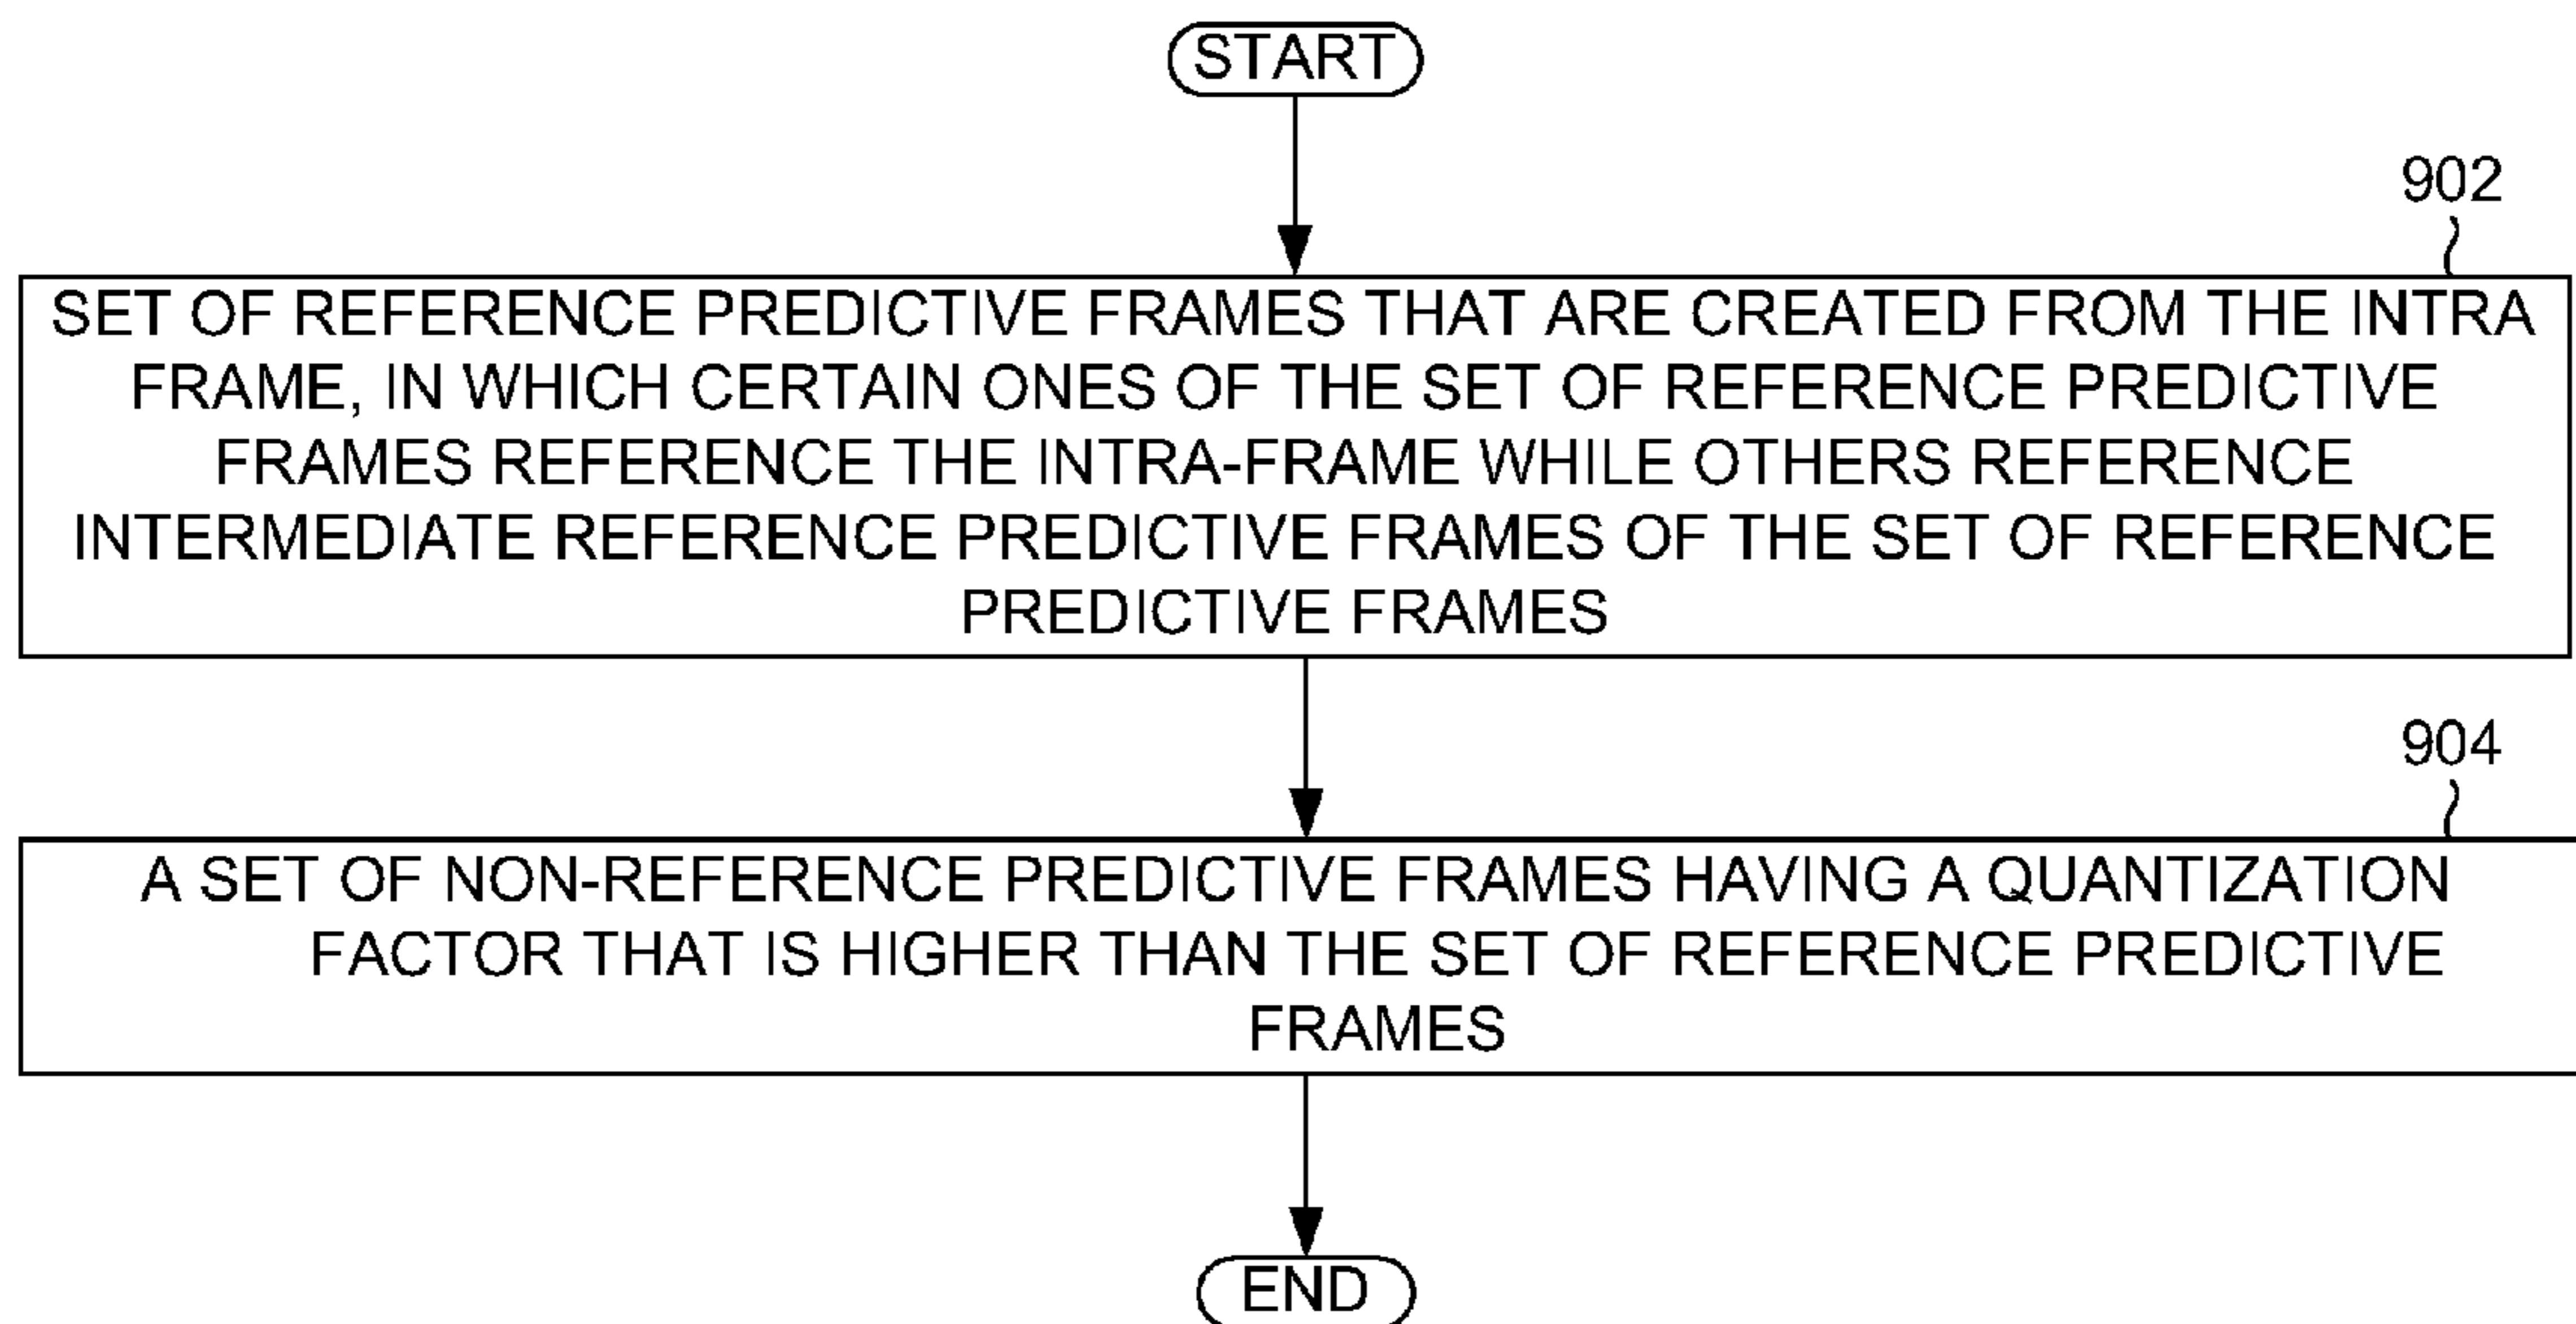 START
902
SET OF REFERENCE PREDICTIVE FRAMES THAT ARE CREATED FROM THE INTRA
FRAME, IN WHICH CERTAIN ONES OF THE SET OF REFERENCE PREDICTIVE
FRAMES REFERENCE THE INTRA-FRAME WHILE OTHERS REFERENCE
INTERMEDIATE REFERENCE PREDICTIVE FRAMES OF THE SET OF REFERENCE
PREDICTIVE FRAMES
904
A SET OF NON-REFERENCE PREDICTIVE FRAMES HAVING A QUANTIZATION
FACTOR THAT IS HIGHER THAN THE SET OF REFERENCE PREDICTIVE
FRAMES
END